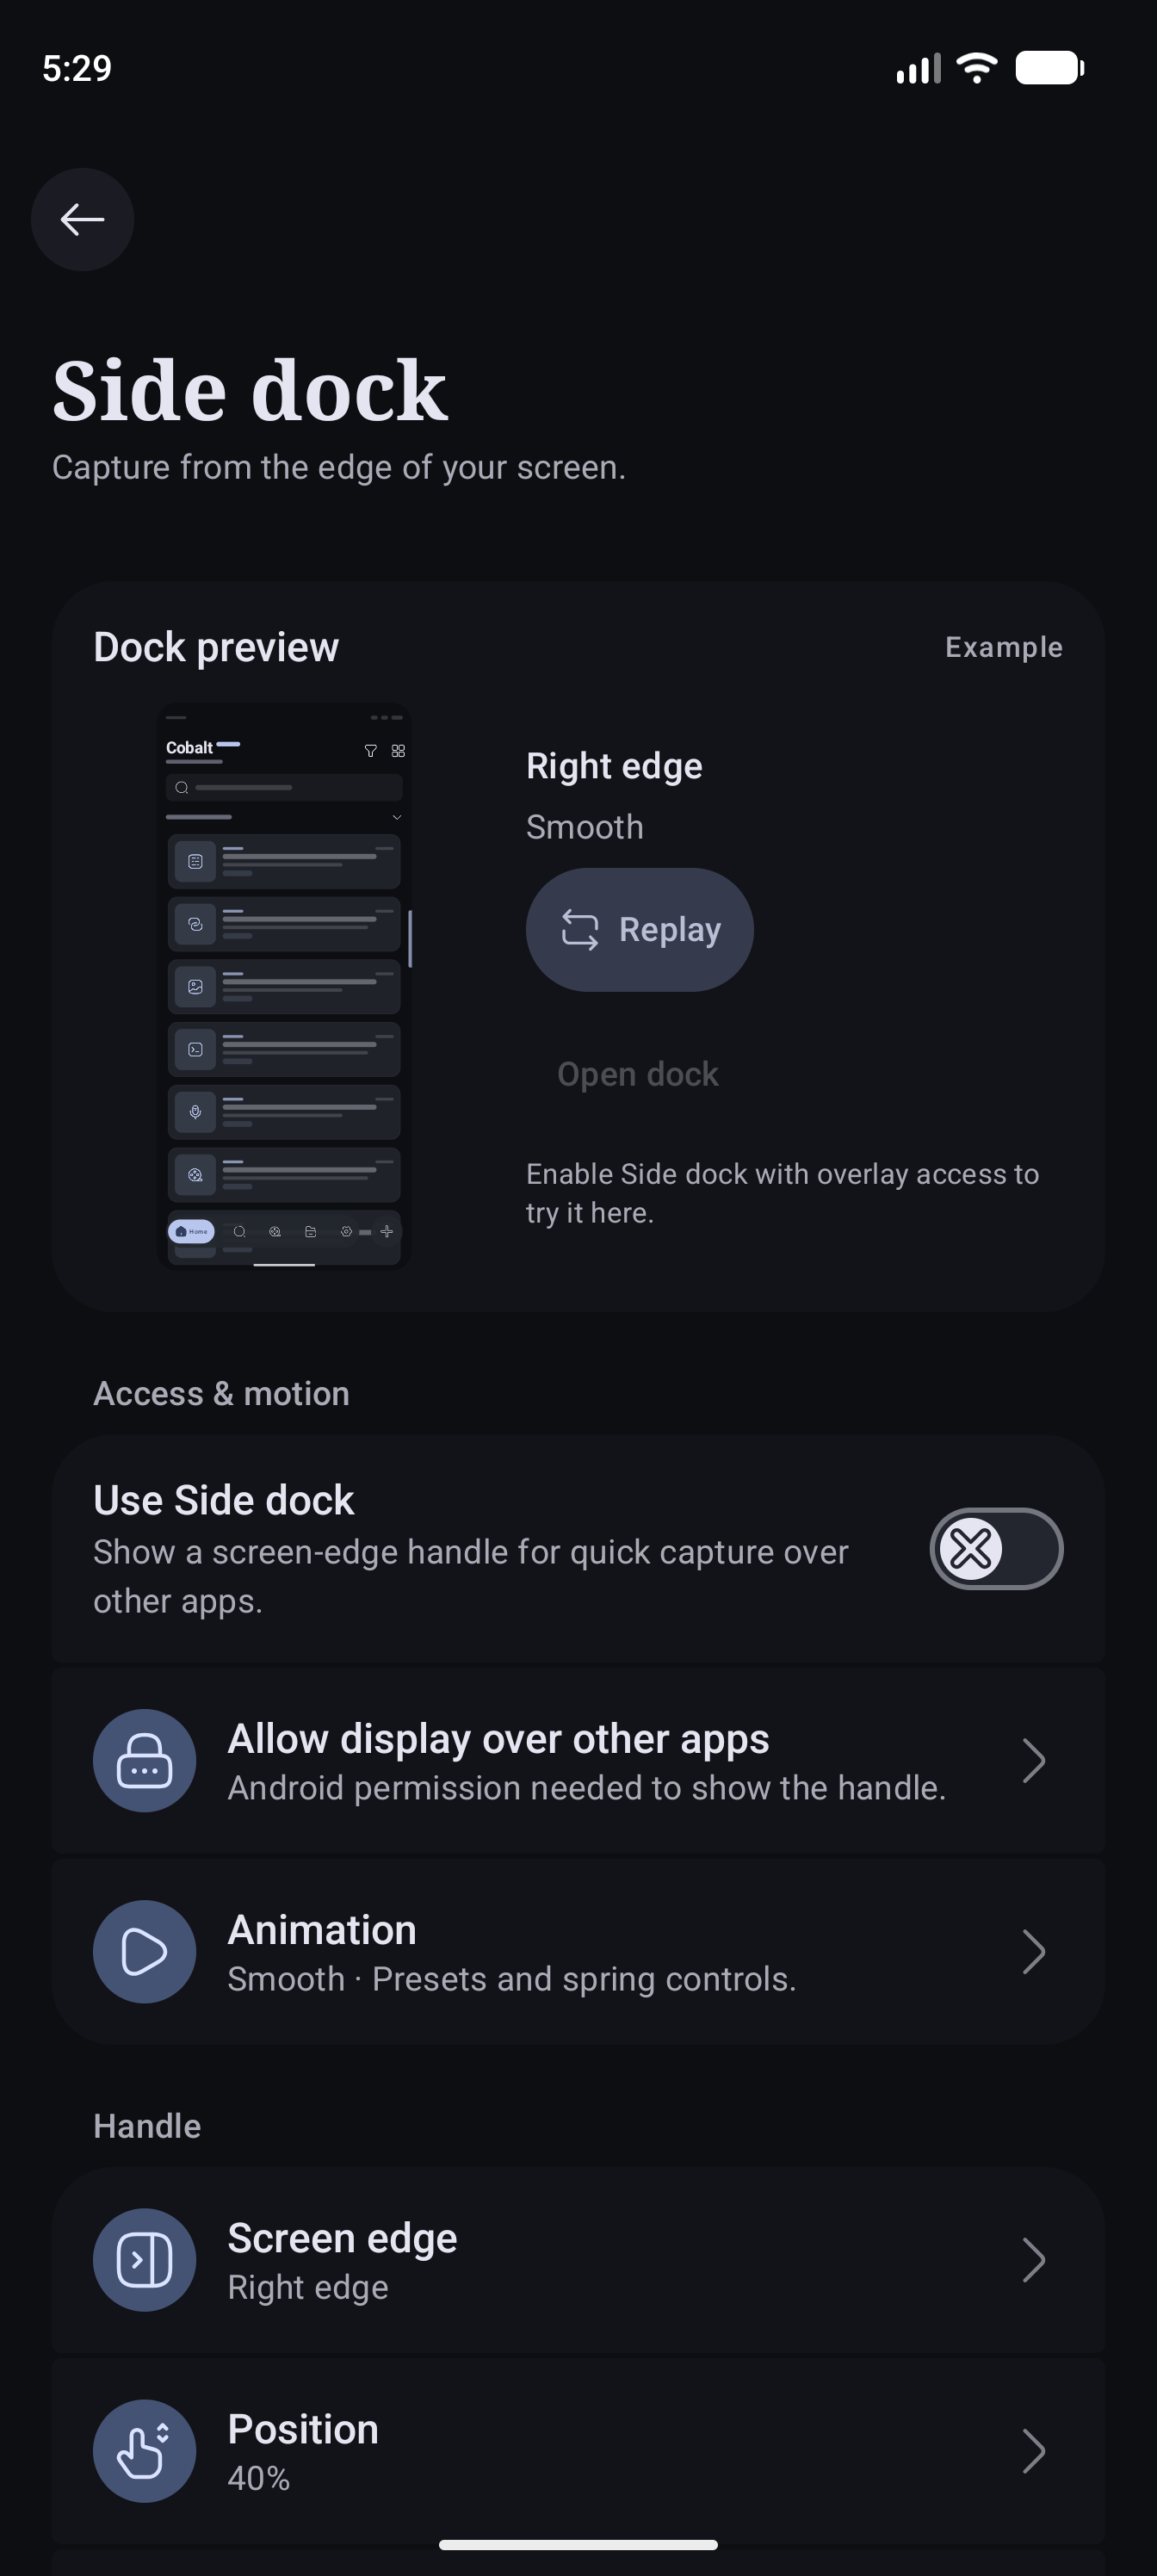 5:29
Side dock
Capture from the edge of your screen.
Dock preview
Example
Cobalt
Home
Right edge
Smooth
Replay
Open dock
Enable Side dock with overlay access to
try it here.
Access & motion
Use Side dock
Show a screen-edge handle for quick capture over
other apps.
Allow display over other apps
Android permission needed to show the handle.
Animation
Smooth · Presets and spring controls.
Handle
Screen edge
Right edge
Position
40%